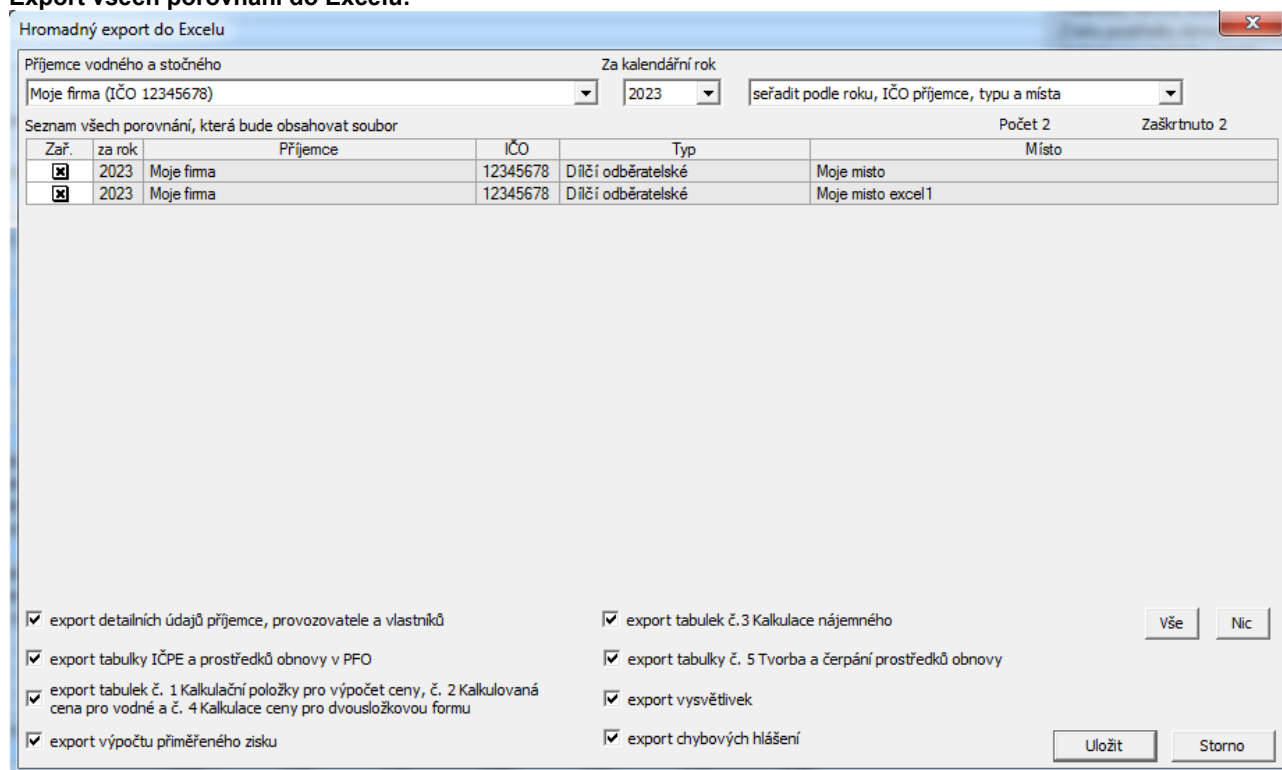 Export všech porovnání do Excelu:
Hromadný export do Excelu
Příjemce vodného a stočného Za kalendářní rok
Moje firma (IČO 12345678) 2023 seřadit podle roku, IČO příjemce, typu a místa
Seznam všech porovnání, která bude obsahovat soubor Počet 2 Zaškrtnuto 2
Zař. za rok Příjemce IČO Typ Místo
2023 Moje firma 12345678 Dílčí odběratelské Moje misto
2023 Moje firma 12345678 Dílčí odběratelské Moje misto excel1
export detailních údajů příjemce, provozovatele a vlastníků export tabulek č.3 Kalkulace nájemného Vše Nic
export tabulky IČPE a prostředků obnovy v PFO export tabulky č. 5 Tvorba a čerpání prostředků obnovy
export tabulek č. 1 Kalkulační položky pro výpočet ceny, č. 2 Kalkulovaná
cena pro vodné a č. 4 Kalkulace ceny pro dvousložkovou formu export vysvětlivek
export výpočtu přiměřeného zisku export chybových hlášení Uložit Storno